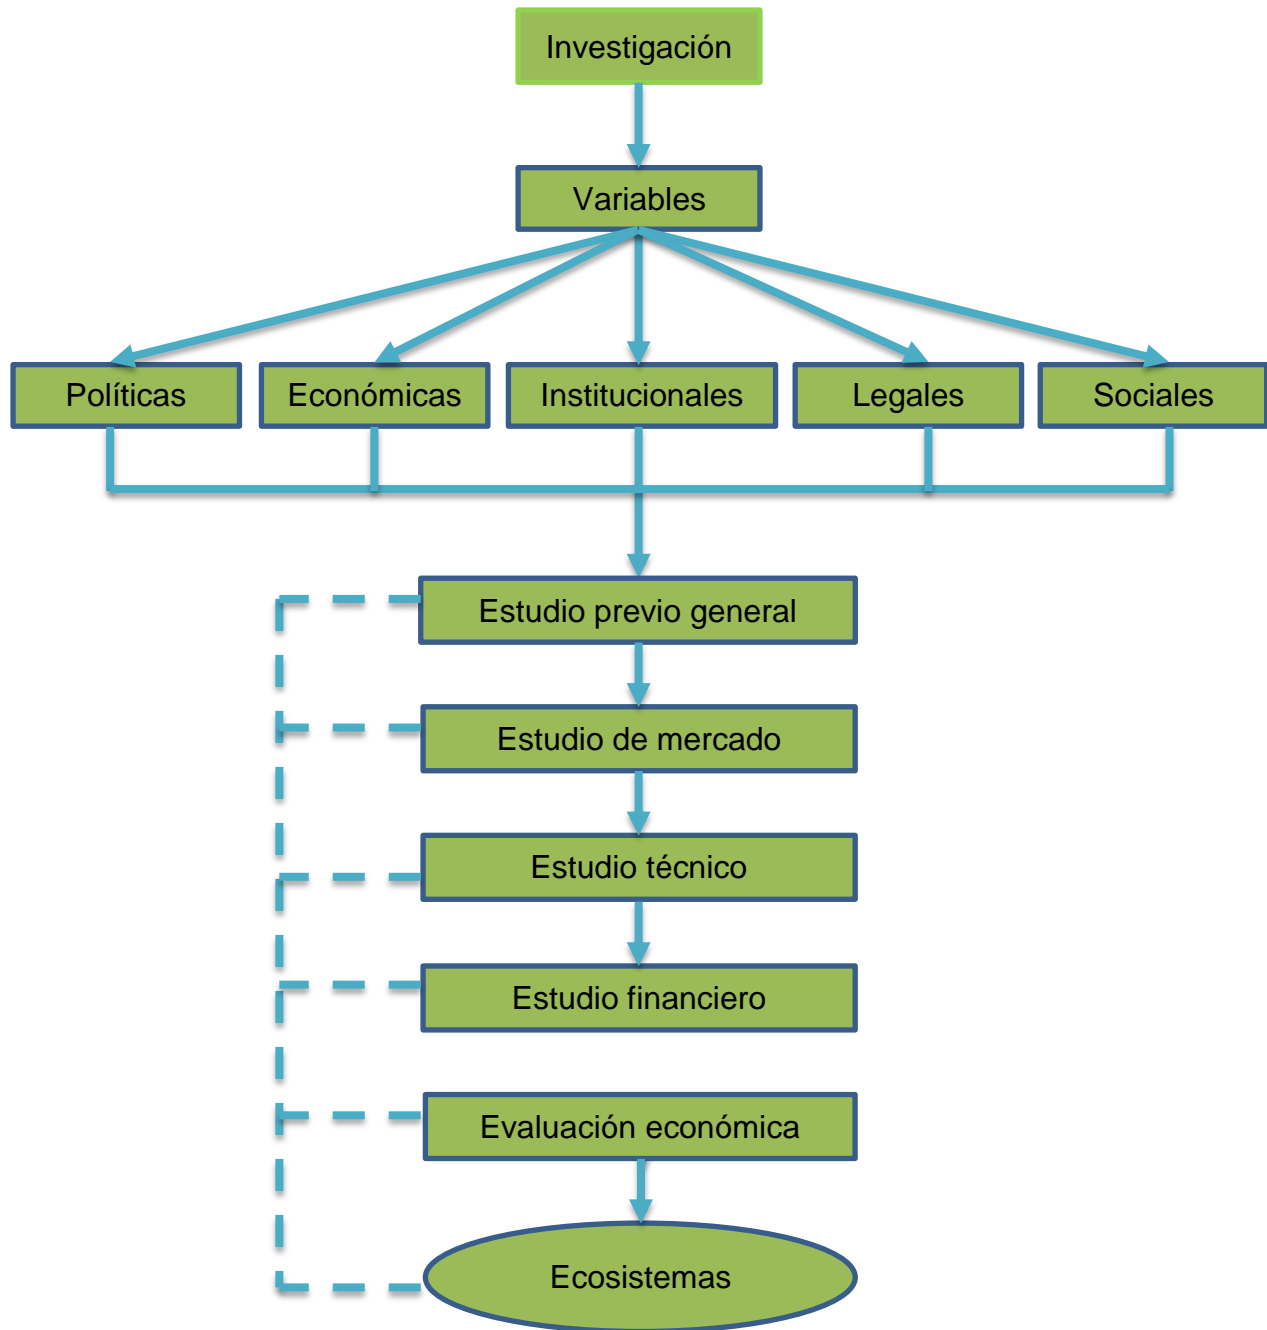 Investigación
Variables
Políticas
Económicas
Institucionales
Legales
Sociales
Estudio previo general
Estudio de mercado
Estudio técnico
Estudio financiero
Evaluación económica
Ecosistemas